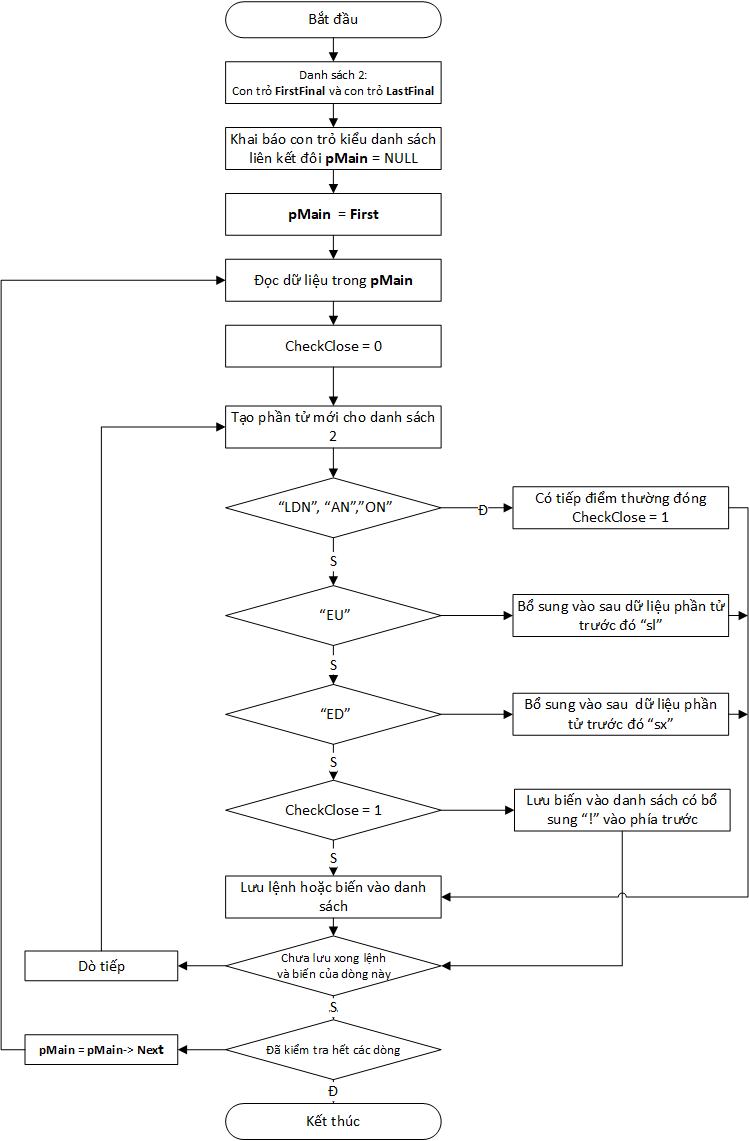 Bắt đầu
Danh sách 2:
Con trỏ FirstFinal và con trỏ LastFinal
Khai báo con trỏ kiểu danh sách
liên kết đôi pMain = NULL
pMain = First
Đọc dữ liệu trong pMain
CheckClose = 0
Tạo phần tử mới cho danh sách
2
“LDN”, “AN”,”ON”
Đ
Có tiếp điểm thường đóng
CheckClose = 1
S
“EU”
Bổ sung vào sau dữ liệu phần tử
trước đó “sl”
S
“ED”
Bổ sung vào sau dữ liệu phần
tử trước đó “sx”
S
CheckClose = 1
Lưu biến vào danh sách có bổ
sung “!” vào phía trước
S
Lưu lệnh hoặc biến vào danh
sách
Chưa lưu xong lệnh
và biến của dòng này
Dò tiếp
S
Đã kiểm tra hết các dòng
pMain = pMain-> Next
Đ
Kết thúc